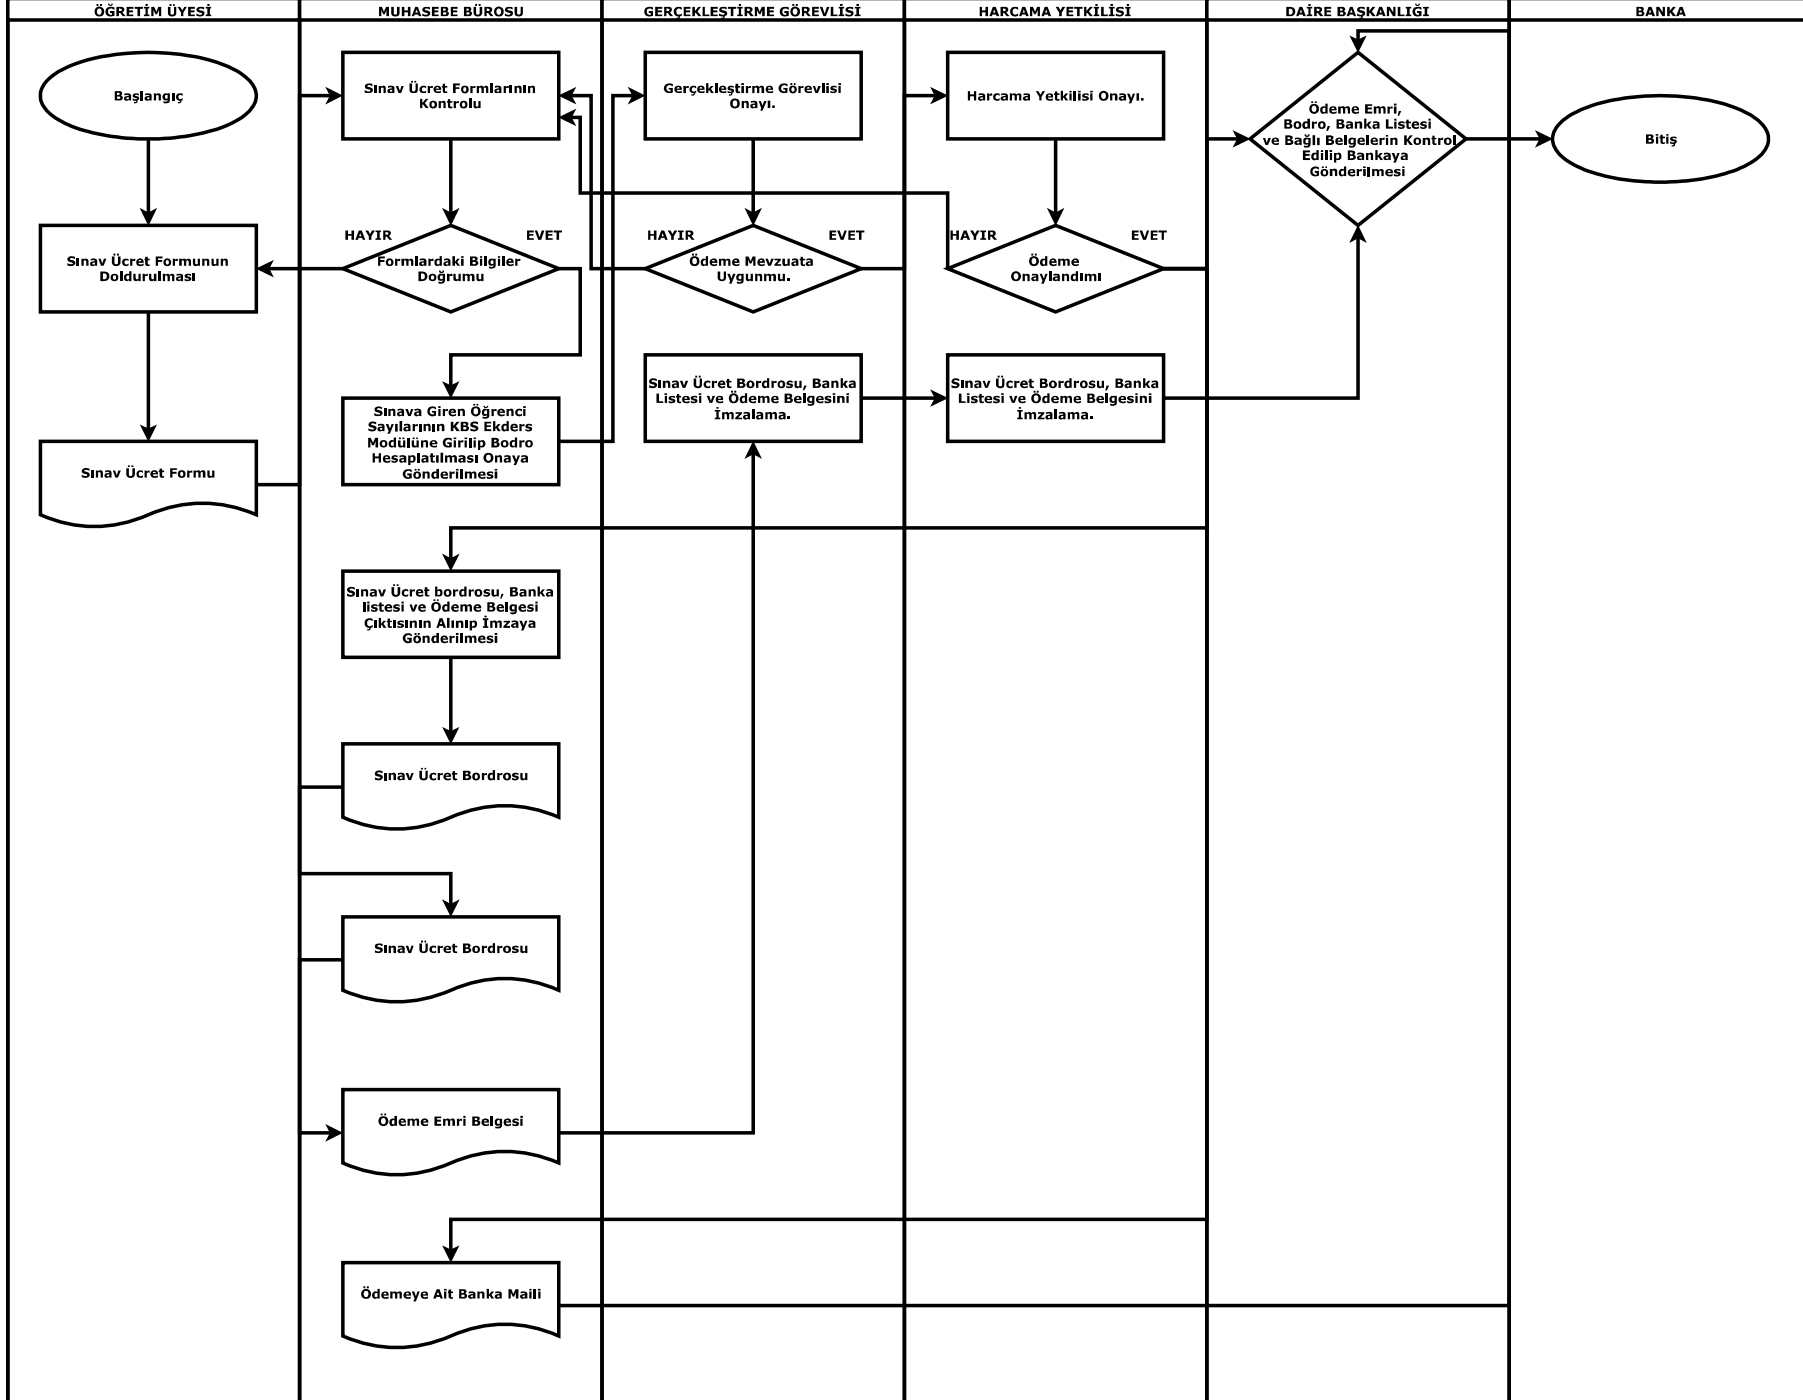 ÖĞRETİM ÜYESİ
MUHASEBE BÜROSU
GERÇEKLEŞTİRME GÖREVLİSİ
HARCAMA YETKİLİSİ
DAİRE BAŞKANLIĞI
BANKA
Başlangıç
Sınav Ücret Formlarının
Kontrolu
Gerçekleştirme Görevlisi
Onayı.
Harcama Yetkilisi Onayı.
Ödeme Emri,
Bodro, Banka Listesi
ve Bağlı Belgelerin Kontrol
Edilip Bankaya
Gönderilmesi
Bitiş
Sınav Ücret Formunun
Doldurulması
HAYIR
EVET
Formlardaki Bilgiler
Doğrumu
HAYIR
EVET
Ödeme Mevzuata
Uygunmu.
HAYIR
EVET
Ödeme
Onaylandımı
Sınav Ücret Formu
Sınava Giren Öğrenci
Sayılarının KBS Ekders
Modülüne Girilip Bodro
Hesaplatılması Onaya
Gönderilmesi
Sınav Ücret Bordrosu, Banka
Listesi ve Ödeme Belgesini
İmzalama.
Sınav Ücret Bordrosu, Banka
Listesi ve Ödeme Belgesini
İmzalama.
Sınav Ücret bordrosu, Banka
listesi ve Ödeme Belgesi
Çıktısının Alınıp İmzaya
Gönderilmesi
Sınav Ücret Bordrosu
Sınav Ücret Bordrosu
Ödeme Emri Belgesi
Ödemeye Ait Banka Maili